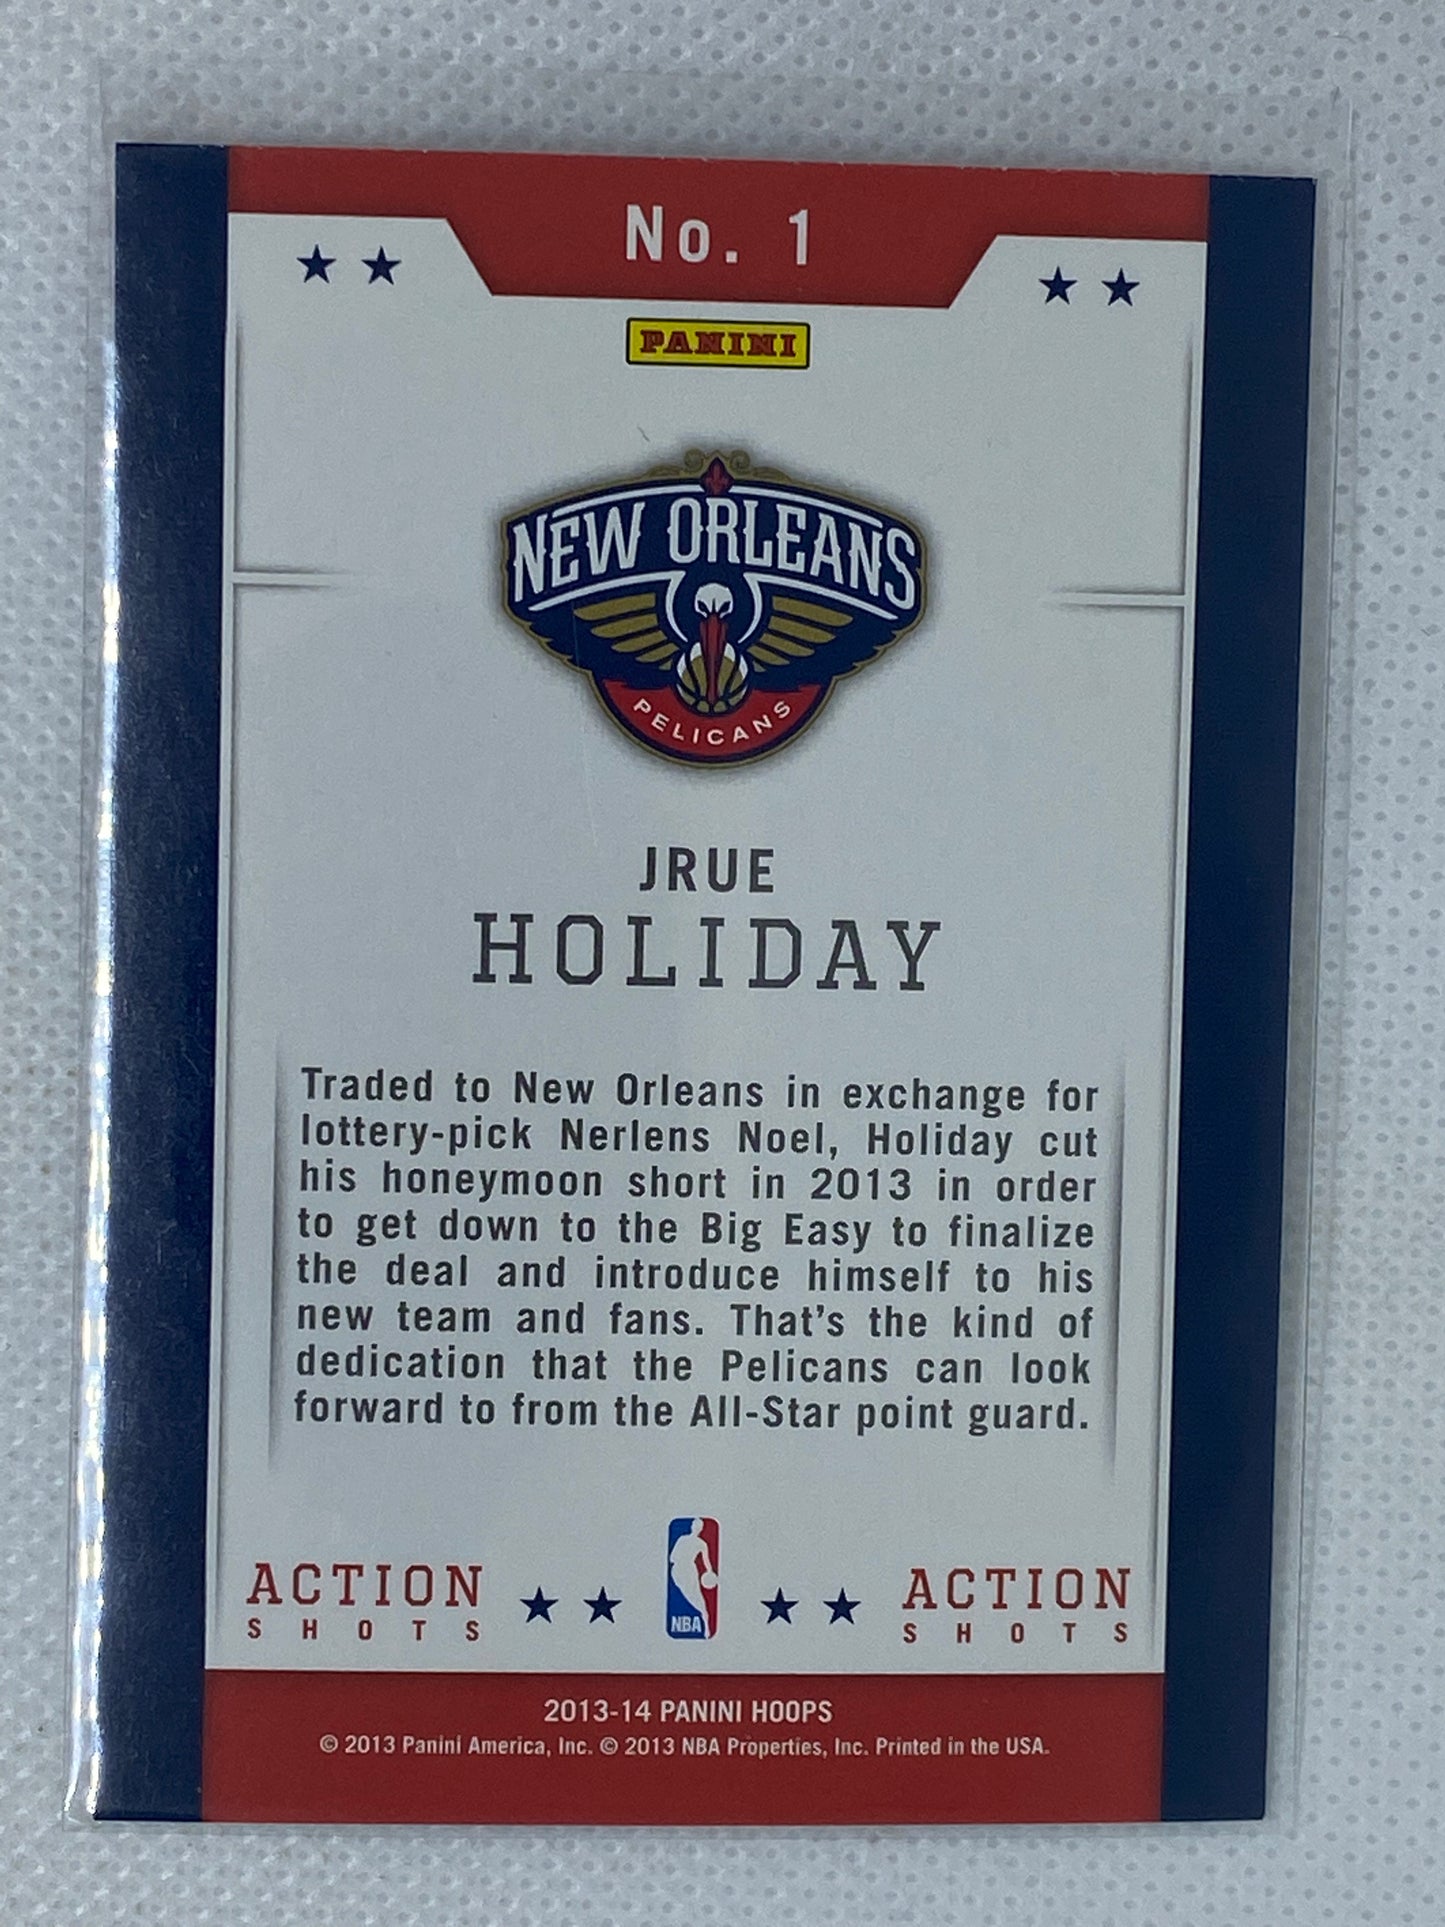 No. 1
PANINI
NEW ORLEANS
PELICANS
JRUE
HOLIDAY
Traded to New Orleans in exchange for
lottery-pick Nerlens Noel, Holiday cut
his honeymoon short in 2013 in order
to get down to the Big Easy to finalize
the deal and introduce himself to his
new team and fans. That's the kind of
dedication that the Pelicans can look
forward to from the All-Star point guard.
ACTION
SHOTS
NBA
ACTION
SHOTS
2013-14 PANINI HOOPS
© 2013 Panini America, Inc. © 2013 NBA Properties, Inc. Printed in the USA.